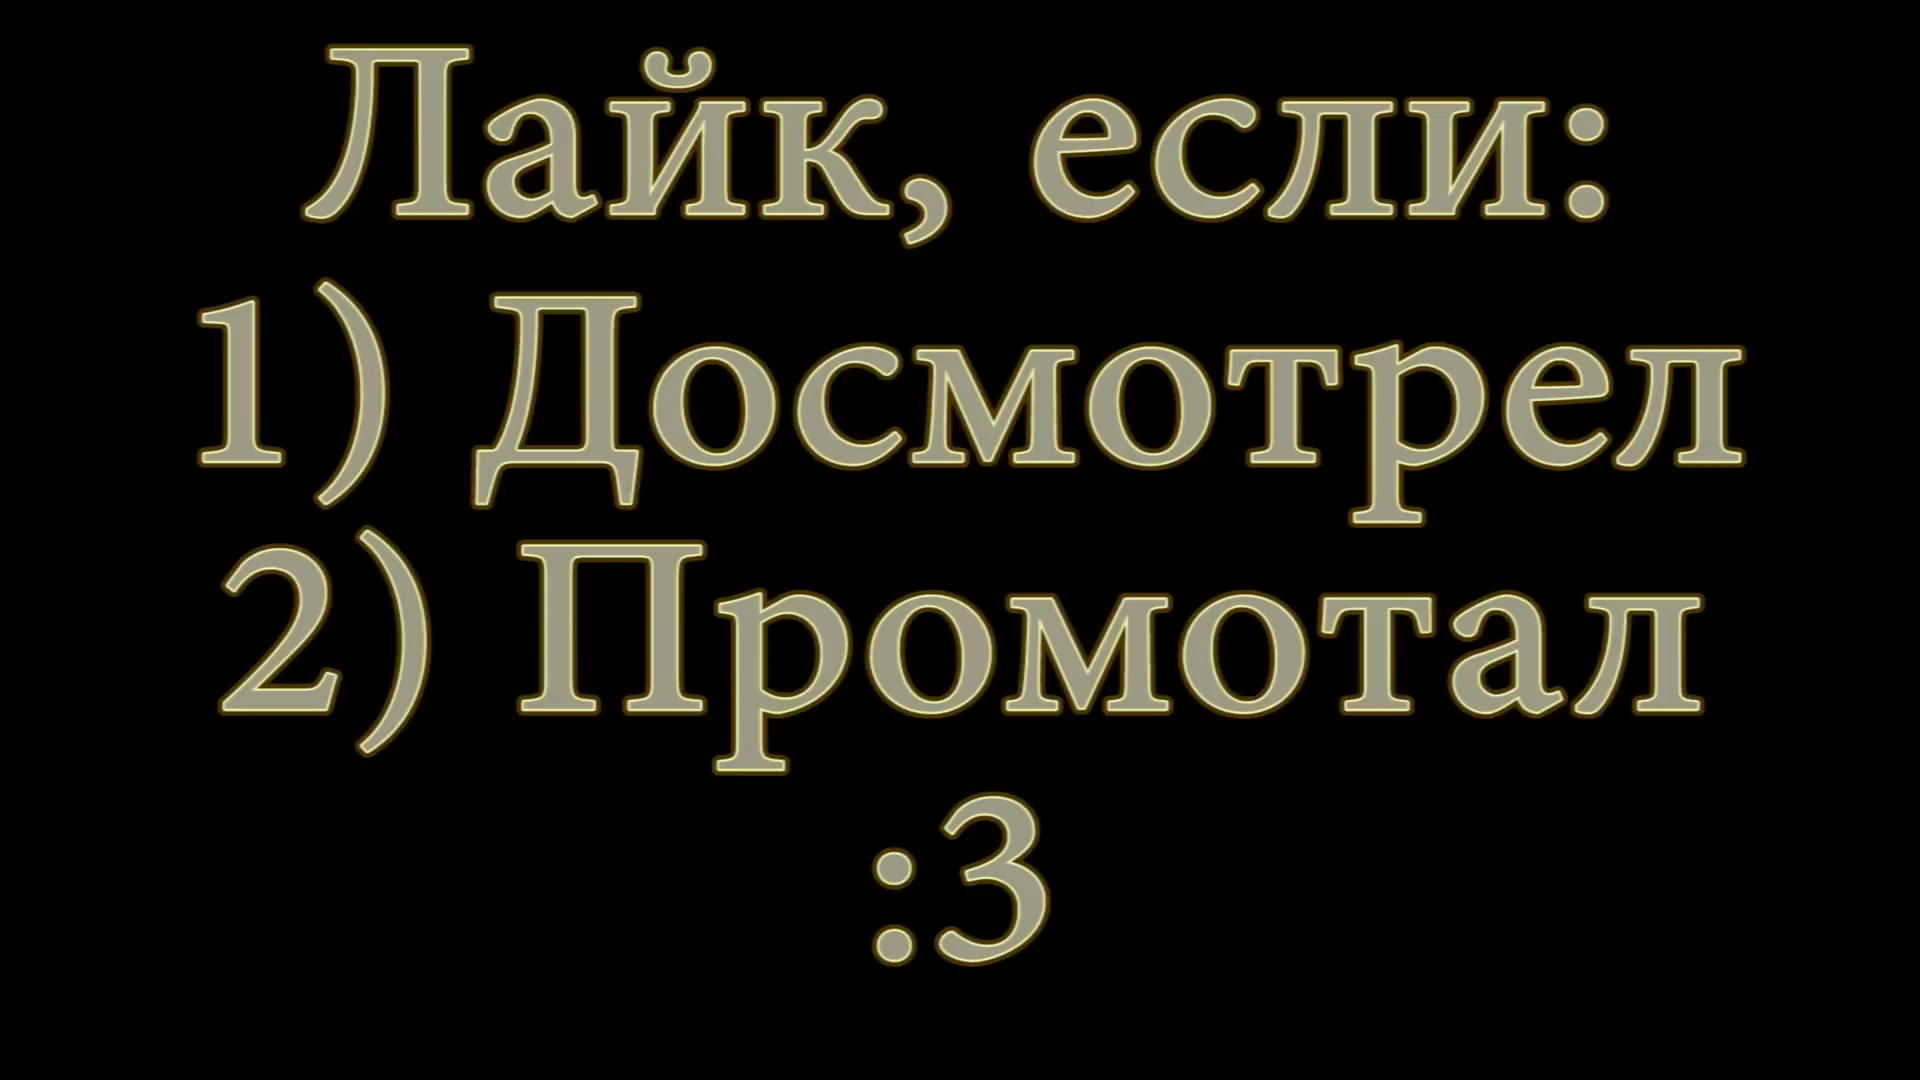 Лайк, если:
1) Досмотрел
2) Промотал
:3